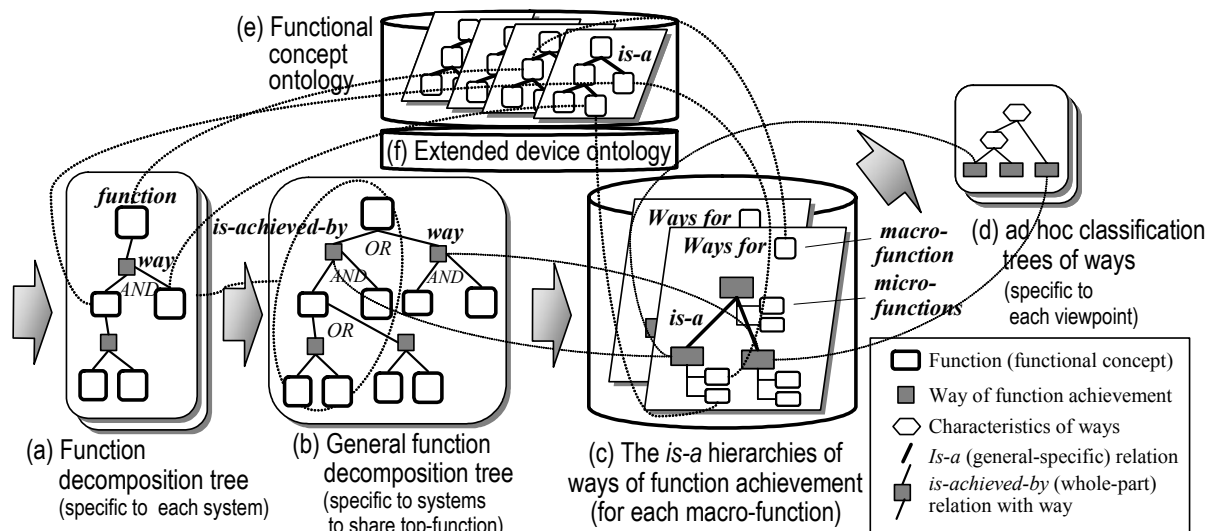 (e) Functional
concept
ontology
is-a
(f) Extended device ontology
function
way
AND
(a) Function
decomposition tree
(specific to each system)
is-achieved-by
OR
way
AND
AND
OR
(b) General function
decomposition tree
(specific to systems
to share top-function)
Ways for
Ways for
is-a
macro-
function
micro-
functions
(c) The is-a hierarchies of
ways of function achievement
(for each macro-function)
(d) ad hoc classification
trees of ways
(specific to
each viewpoint)
Function (functional concept)
Way of function achievement
Characteristics of ways
Is-a (general-specific) relation
is-achieved-by (whole-part)
relation with way